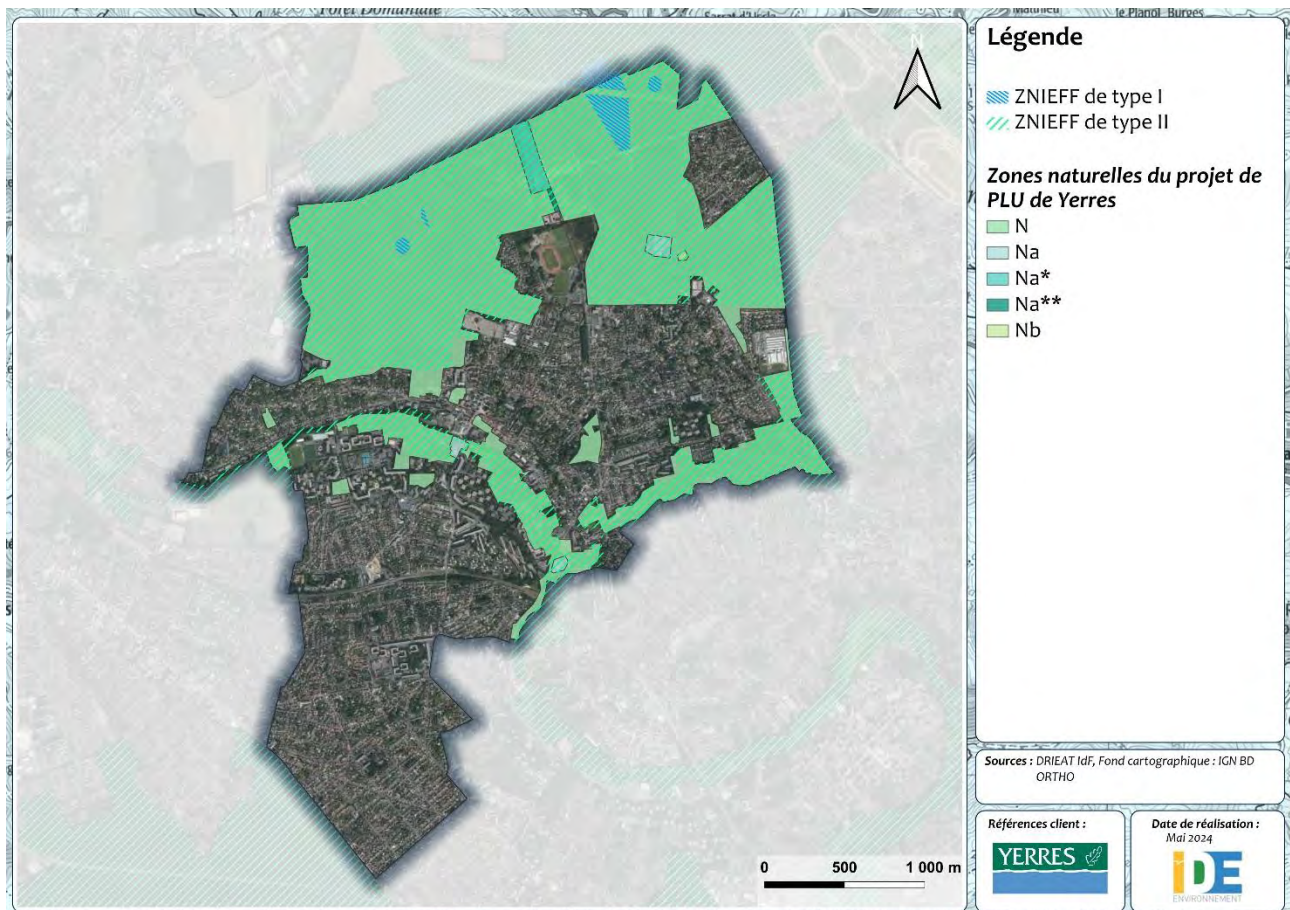 Forêt Domaniale
le Planol Burges
N
Légende
ZNIEFF de type I
ZNIEFF de type II
Zones naturelles du projet de
PLU de Yerres
N
Na
Na*
Na**
Nb
0 500 1 000 m
Sources : DRIEAT IdF, Fond cartographique : IGN BD
ORTHO
Références client :
YERRES
Date de réalisation :
Mai 2024
iDE
ENVIRONNEMENT